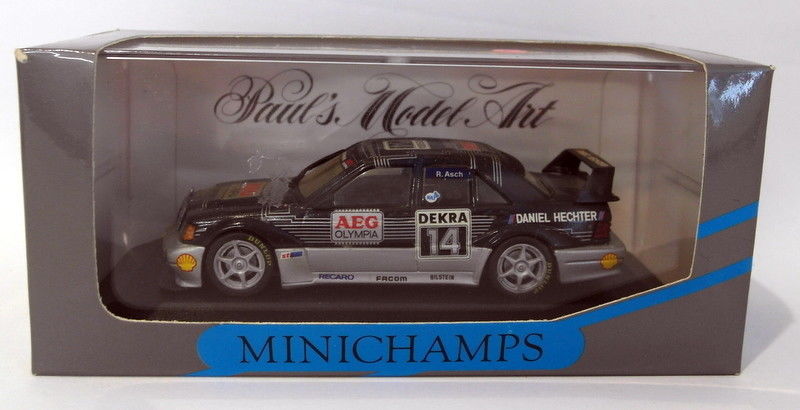 Paul's Model Art
R. Asch
AEG
OLYMPIA
DEKRA
14
DANIEL HECHTER
RECARO
FACOM
BILSTEIN
MINICHAMPS